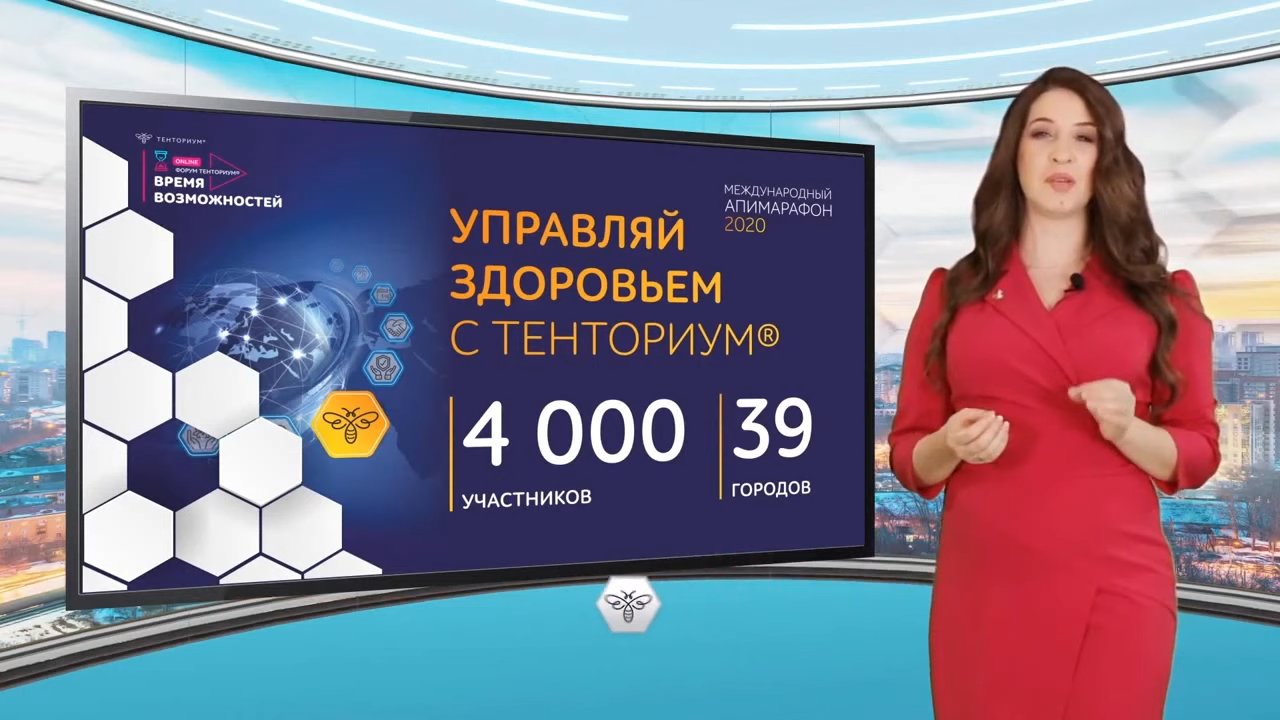 ТЕНТОРИУМ®
ONLINE
ФОРУМ ТЕНТОРИУМ®
ВРЕМЯ
ВОЗМОЖНОСТЕЙ
МЕЖДУНАРОДНЫЙ
АПИМАРАФОН
2020
УПРАВЛЯЙ
ЗДОРОВЬЕМ
С ТЕНТОРИУМ®
4 000
УЧАСТНИКОВ
39
ГОРОДОВ